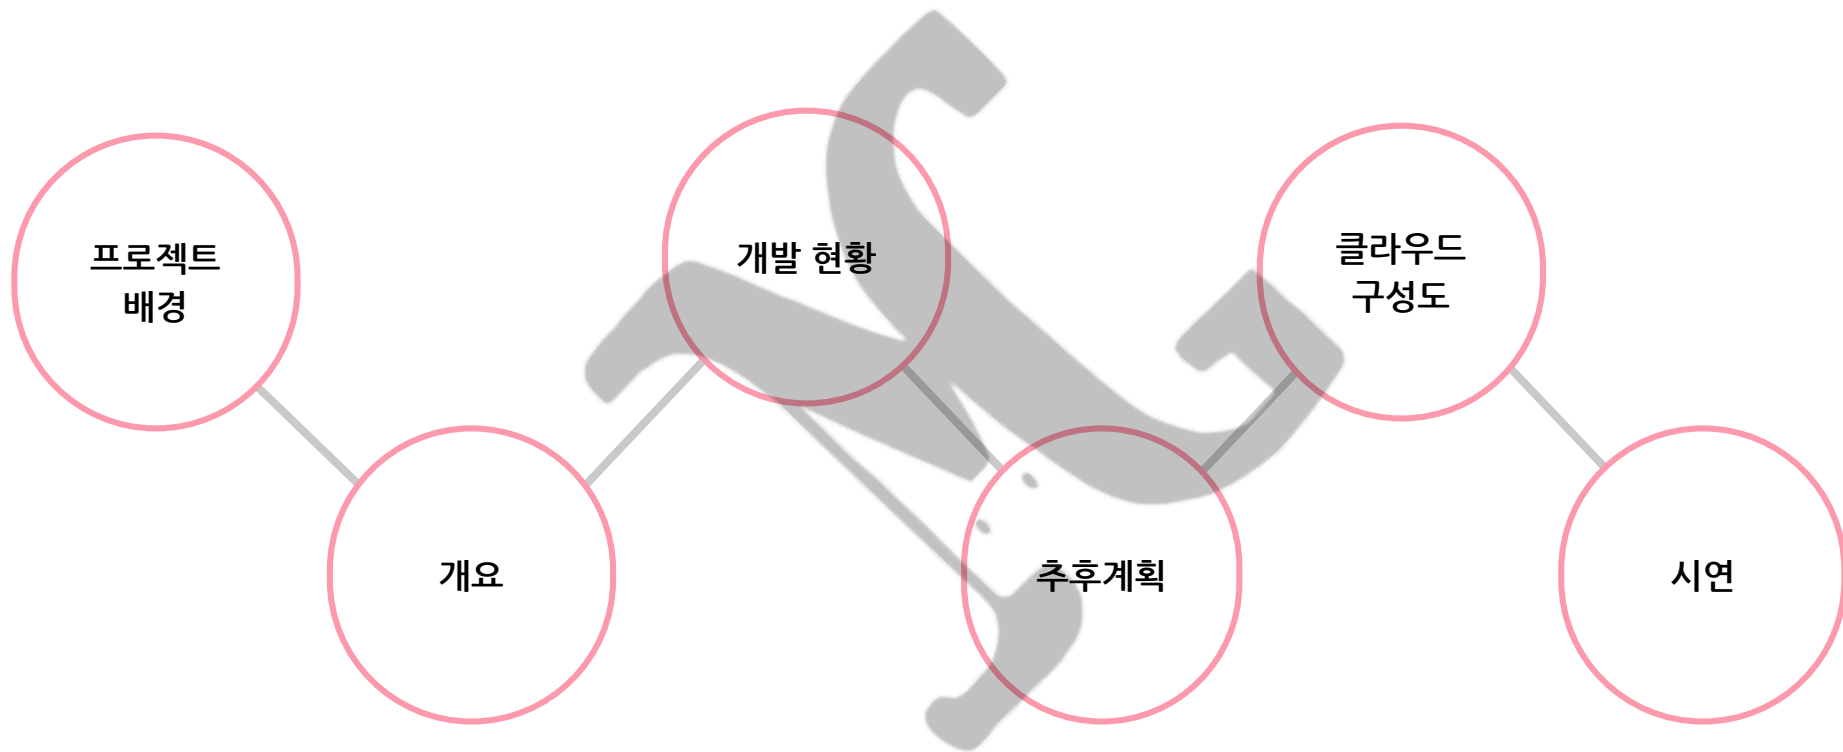 프로젝트
배경
개요
개발 현황
추후계획
클라우드
구성도
시연